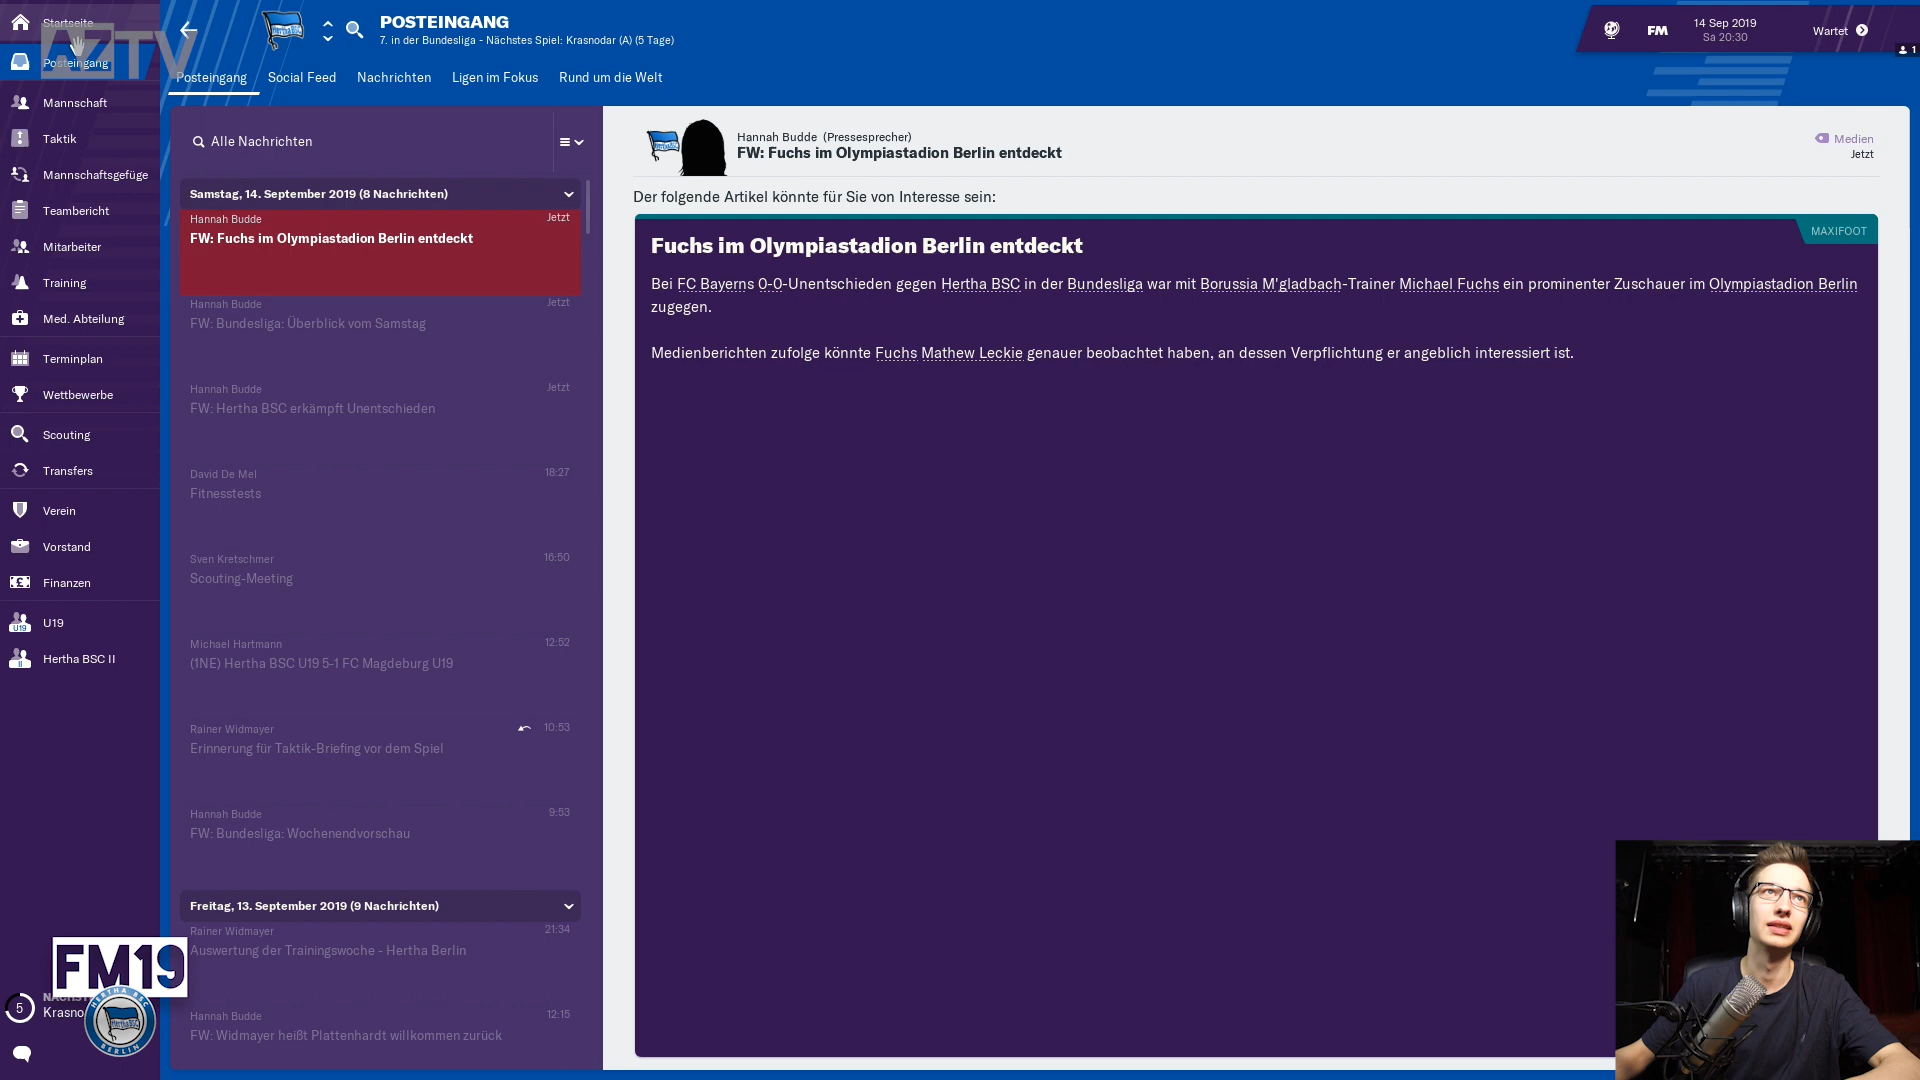 Startseite
AZTV
Posteingang
Mannschaft
Taktik
Mannschaftsgefüge
Teambericht
Mitarbeiter
Training
Med. Abteilung
Terminplan
Wettbewerbe
Scouting
Transfers
Verein
Vorstand
Finanzen
U19
U19
Hertha BSC II
FM19
5
Krasno
HERTHA BSC
BERLIN
POSTEINGANG
7. in der Bundesliga - Nächstes Spiel: Krasnodar (A) (5 Tage)
Posteingang Social Feed Nachrichten Ligen im Fokus Rund um die Welt
FM
14 Sep 2019
Sa 20:30
Wartet
1
Alle Nachrichten
Samstag, 14. September 2019 (8 Nachrichten)
Hannah Budde Jetzt
FW: Fuchs im Olympiastadion Berlin entdeckt
Hannah Budde Jetzt
FW: Bundesliga: Überblick vom Samstag
Hannah Budde Jetzt
FW: Hertha BSC erkämpft Unentschieden
David De Mel 18:27
Fitnesstests
Sven Kretschmer 16:50
Scouting-Meeting
Michael Hartmann 12:52
(1NE) Hertha BSC U19 5-1 FC Magdeburg U19
Rainer Widmayer 10:53
Erinnerung für Taktik-Briefing vor dem Spiel
Hannah Budde 9:53
FW: Bundesliga: Wochenendvorschau
Freitag, 13. September 2019 (9 Nachrichten)
Rainer Widmayer 21:34
Auswertung der Trainingswoche - Hertha Berlin
Hannah Budde 12:15
FW: Widmayer heißt Plattenhardt willkommen zurück
Hannah Budde (Pressesprecher)
FW: Fuchs im Olympiastadion Berlin entdeckt
Medien
Jetzt
Der folgende Artikel könnte für Sie von Interesse sein:
MAXIFOOT
Fuchs im Olympiastadion Berlin entdeckt
Bei FC Bayerns 0-0-Unentschieden gegen Hertha BSC in der Bundesliga war mit Borussia M'gladbach-Trainer Michael Fuchs ein prominenter Zuschauer im Olympiastadion Berlin
zugegen.
Medienberichten zufolge könnte Fuchs Mathew Leckie genauer beobachtet haben, an dessen Verpflichtung er angeblich interessiert ist.